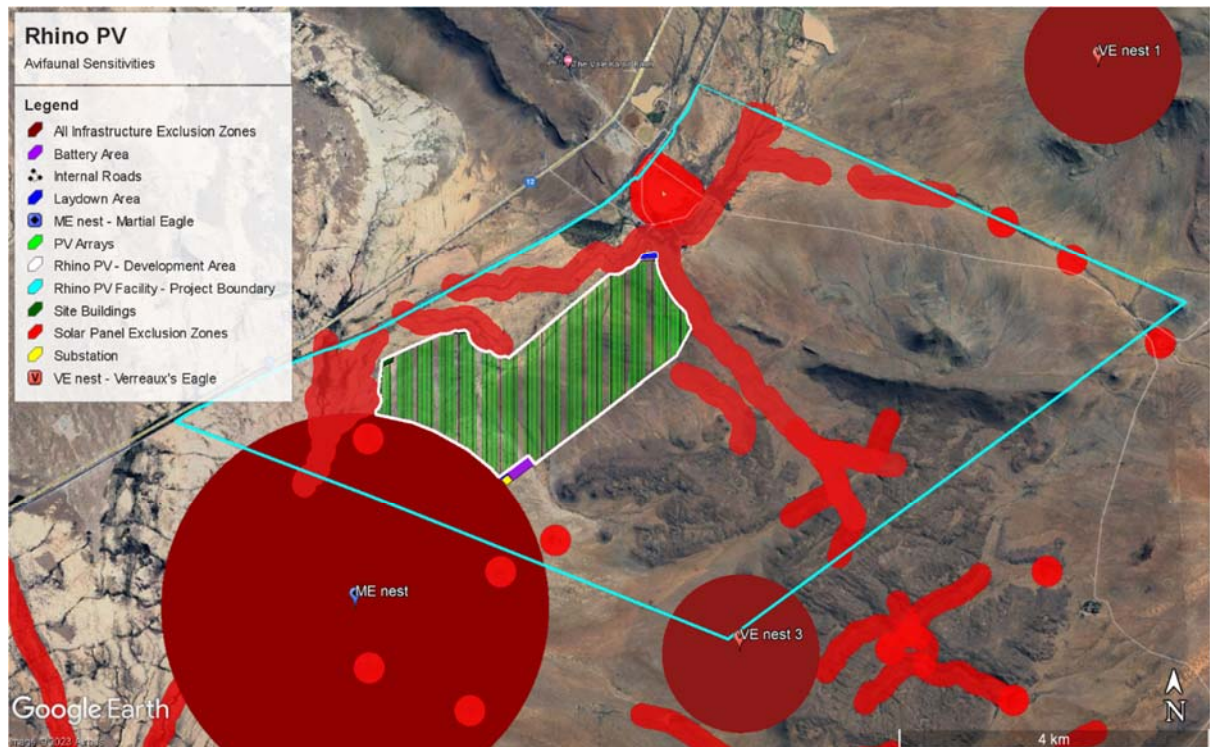 Rhino PV
Avifaunal Sensitivities
Legend
All Infrastructure Exclusion Zones
Battery Area
Internal Roads
Laydown Area
ME nest - Martial Eagle
PV Arrays
Rhino PV - Development Area
Rhino PV Facility - Project Boundary
Site Buildings
Solar Panel Exclusion Zones
Substation
V
VE nest - Verreaux's Eagle
VE nest 1
ME nest
VE nest 3
Google Earth
N
4 km